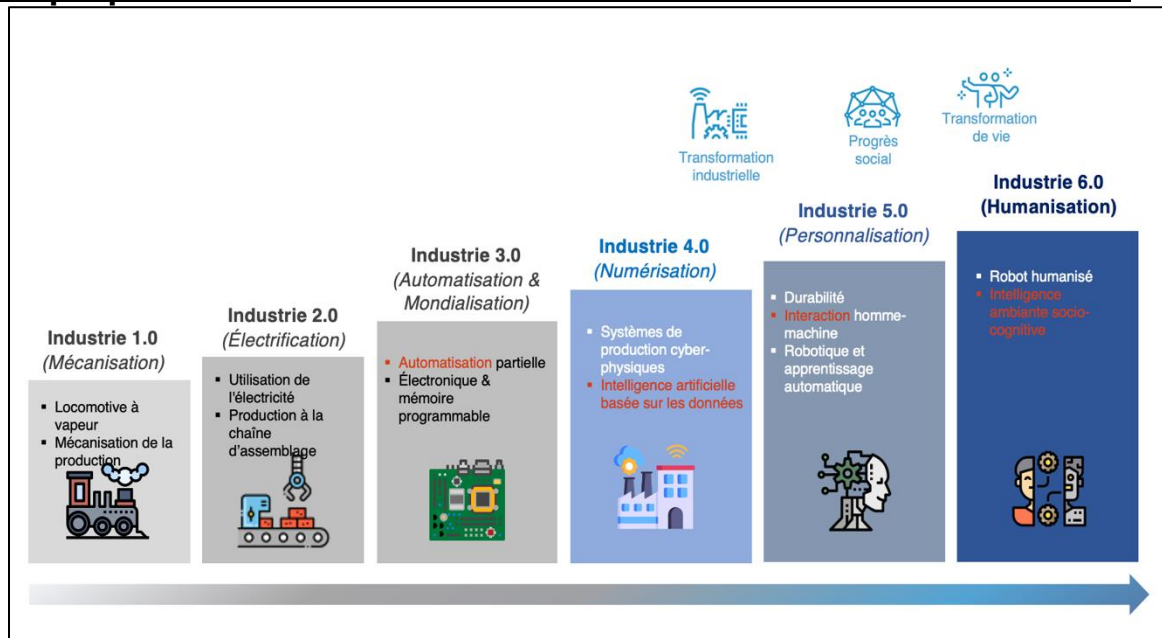 Industrie 1.0
(Mécanisation)
▪ Locomotive à
vapeur
▪ Mécanisation de la
production
Industrie 2.0
(Électrification)
▪ Utilisation de
l'électricité
▪ Production à la
chaîne
d'assemblage
Industrie 3.0
(Automatisation &
Mondialisation)
▪ Automatisation partielle
▪ Électronique &
mémoire
programmable
Transformation
industrielle
Industrie 4.0
(Numérisation)
▪ Systèmes de
production cyber-
physiques
▪ Intelligence artificielle
basée sur les données
Progrès
social
Industrie 5.0
(Personnalisation)
▪ Durabilité
▪ Interaction homme-
machine
▪ Robotique et
apprentissage
automatique
Transformation
de vie
Industrie 6.0
(Humanisation)
▪ Robot humanisé
▪ Intelligence
ambiante socio-
cognitive